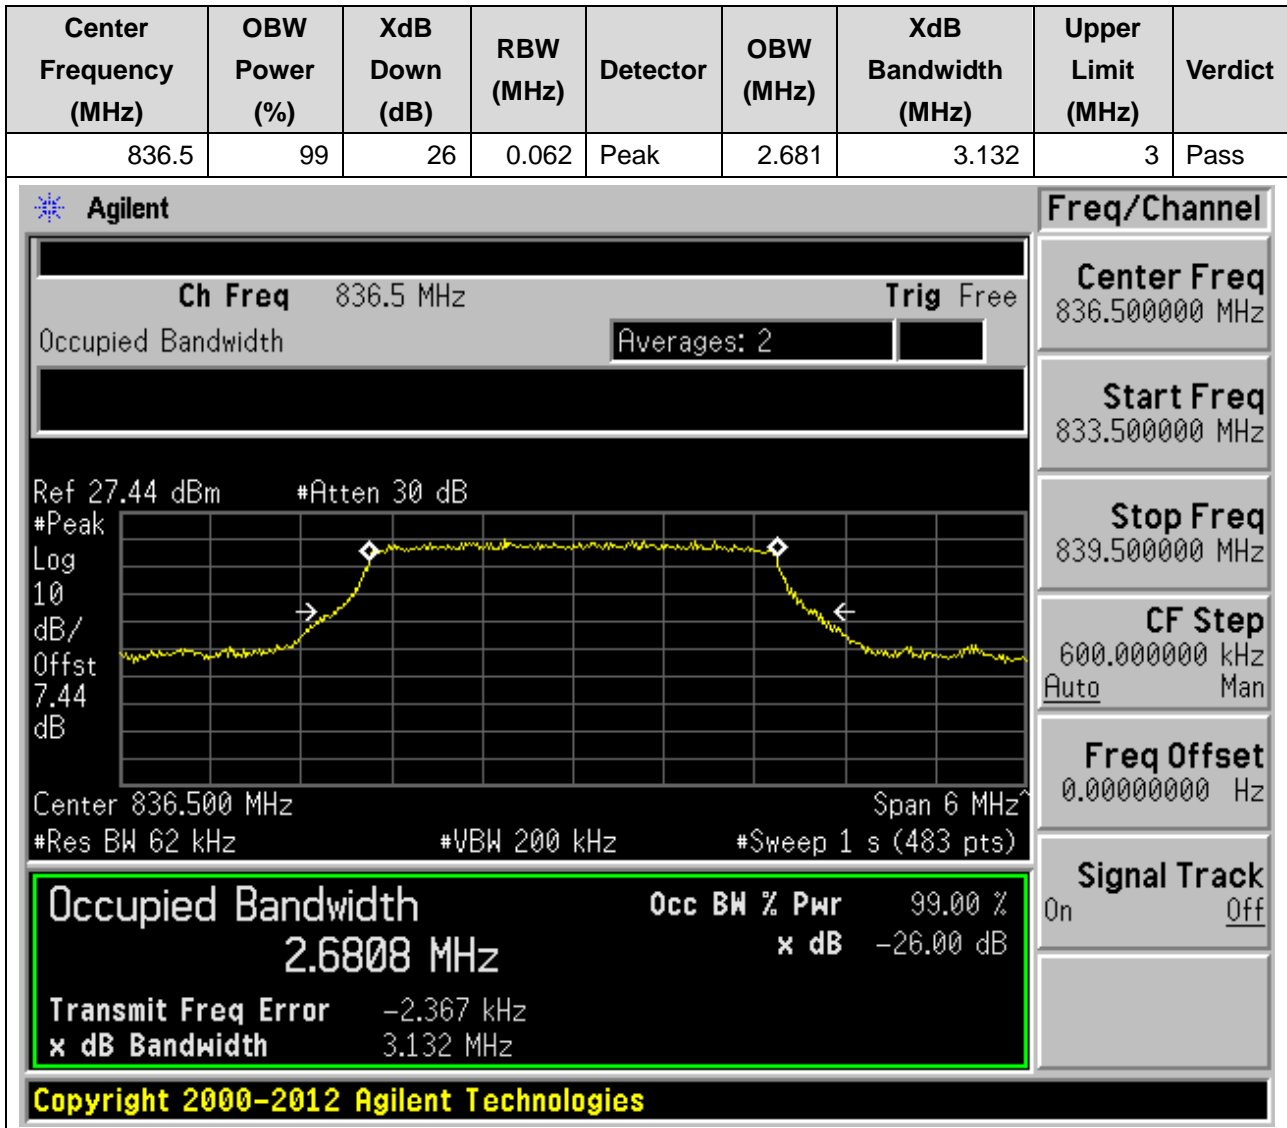 Center Frequency (MHz) OBW Power (%) XdB Down (dB) RBW (MHz) Detector OBW (MHz) XdB Bandwidth (MHz) Upper Limit (MHz) Verdict
836.5 99 26 0.062 Peak 2.681 3.132 3 Pass
Agilent
Freq/Channel
Ch Freq 836.5 MHz Trig Free
Occupied Bandwidth Averages: 2
Ref 27.44 dBm #Atten 30 dB
#Peak
Log
10
dB/
Offst
7.44
dB
Center 836.500 MHz Span 6 MHz^
#Res BW 62 kHz #VBW 200 kHz #Sweep 1 s (483 pts)
Occupied Bandwidth Occ BW % Pwr 99.00 %
2.6808 MHz x dB -26.00 dB
Transmit Freq Error -2.367 kHz
x dB Bandwidth 3.132 MHz
Center Freq
836.500000 MHz
Start Freq
833.500000 MHz
Stop Freq
839.500000 MHz
CF Step
600.000000 kHz
Auto Man
Freq Offset
0.00000000 Hz
Signal Track
On Off
Copyright 2000-2012 Agilent Technologies